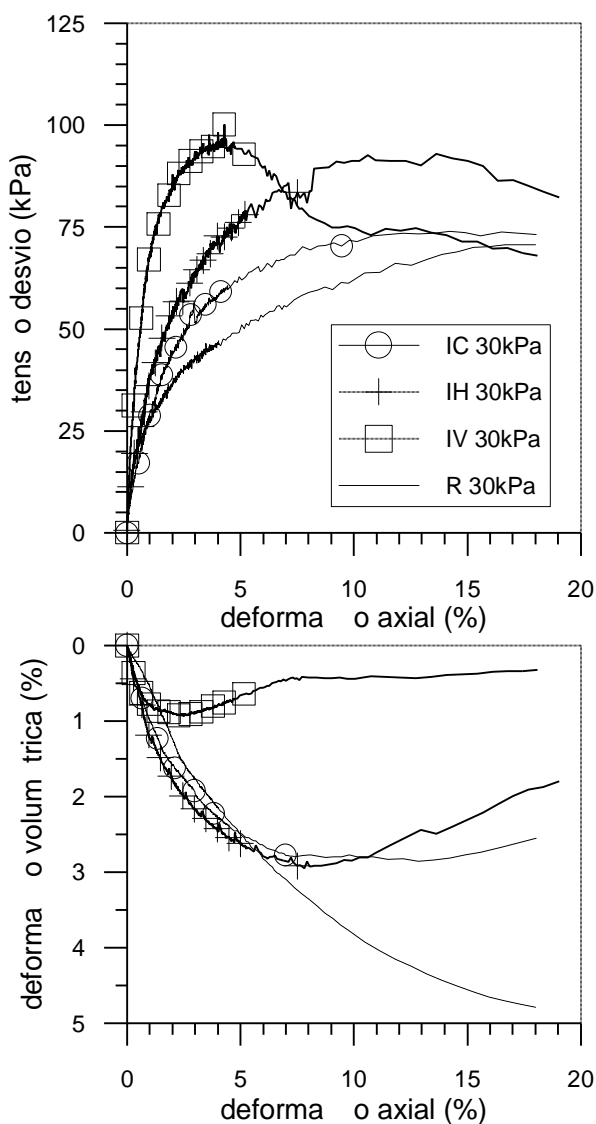 125
100
75
50
25
0
tens o desvio (kPa)
IC 30kPa
IH 30kPa
IV 30kPa
R 30kPa
0 5 10 15 20
deforma o axial (%)
0
1
2
3
4
5
deforma o volum trica (%)
0 5 10 15 20
deforma o axial (%)